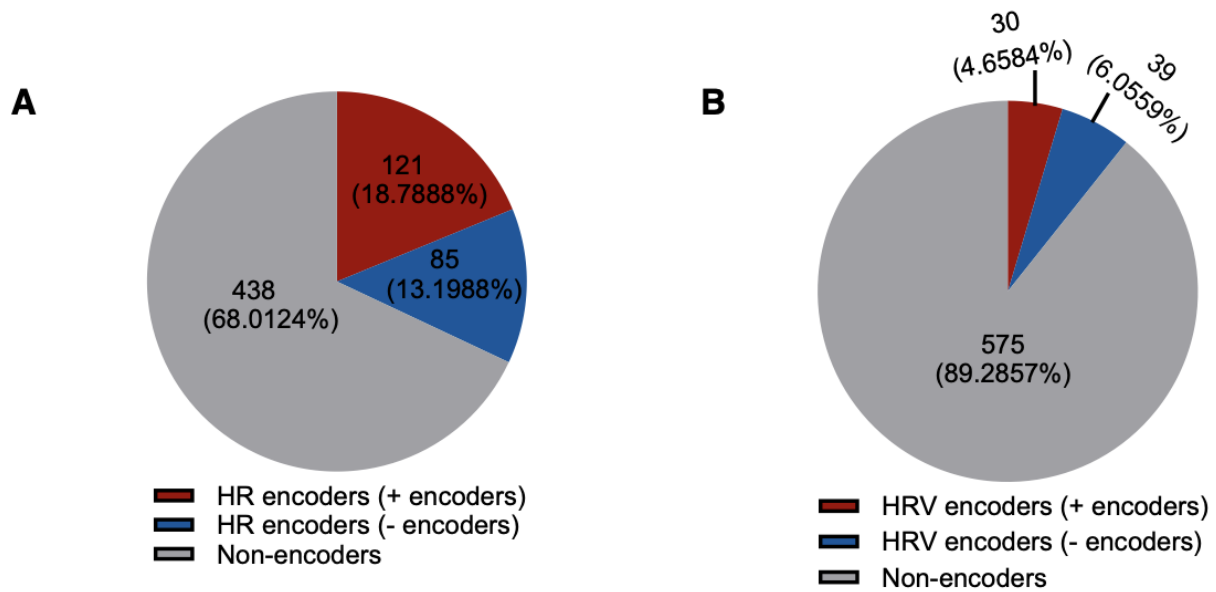 A
121
(18.7888%)
85
(13.1988%)
438
(68.0124%)
HR encoders (+ encoders)
HR encoders (- encoders)
Non-encoders
B
30
(4.6584%)
39
(6.0559%)
575
(89.2857%)
HRV encoders (+ encoders)
HRV encoders (- encoders)
Non-encoders